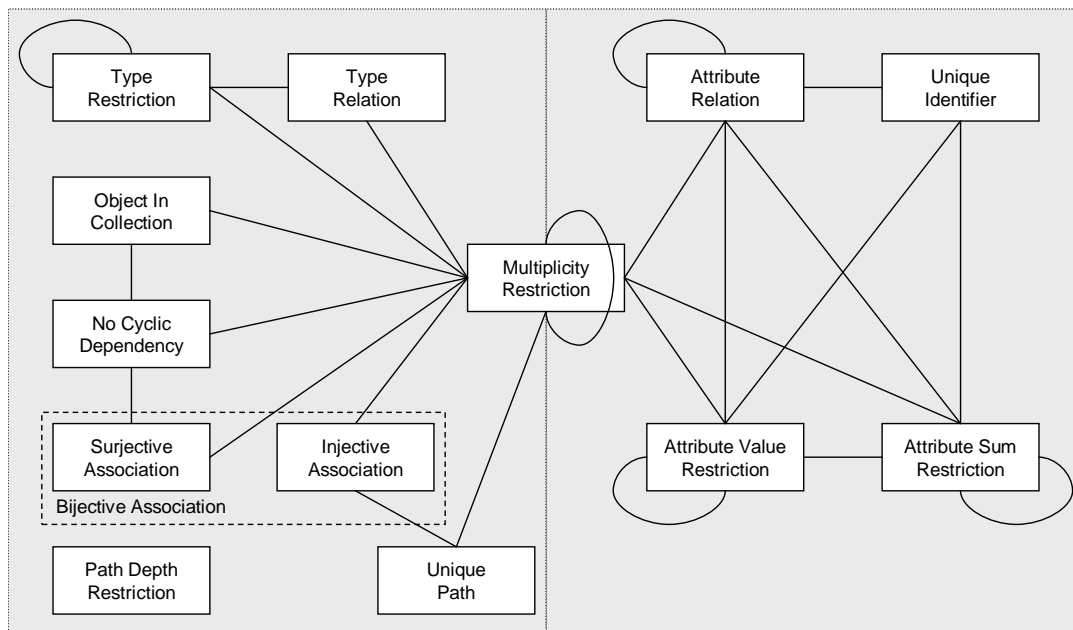 Type
Restriction
Type
Relation
Attribute
Relation
Unique
Identifier
Object In
Collection
Multiplicity
Restriction
No Cyclic
Dependency
Surjective
Association
Injective
Association
Attribute Value
Restriction
Attribute Sum
Restriction
Bijective Association
Path Depth
Restriction
Unique
Path